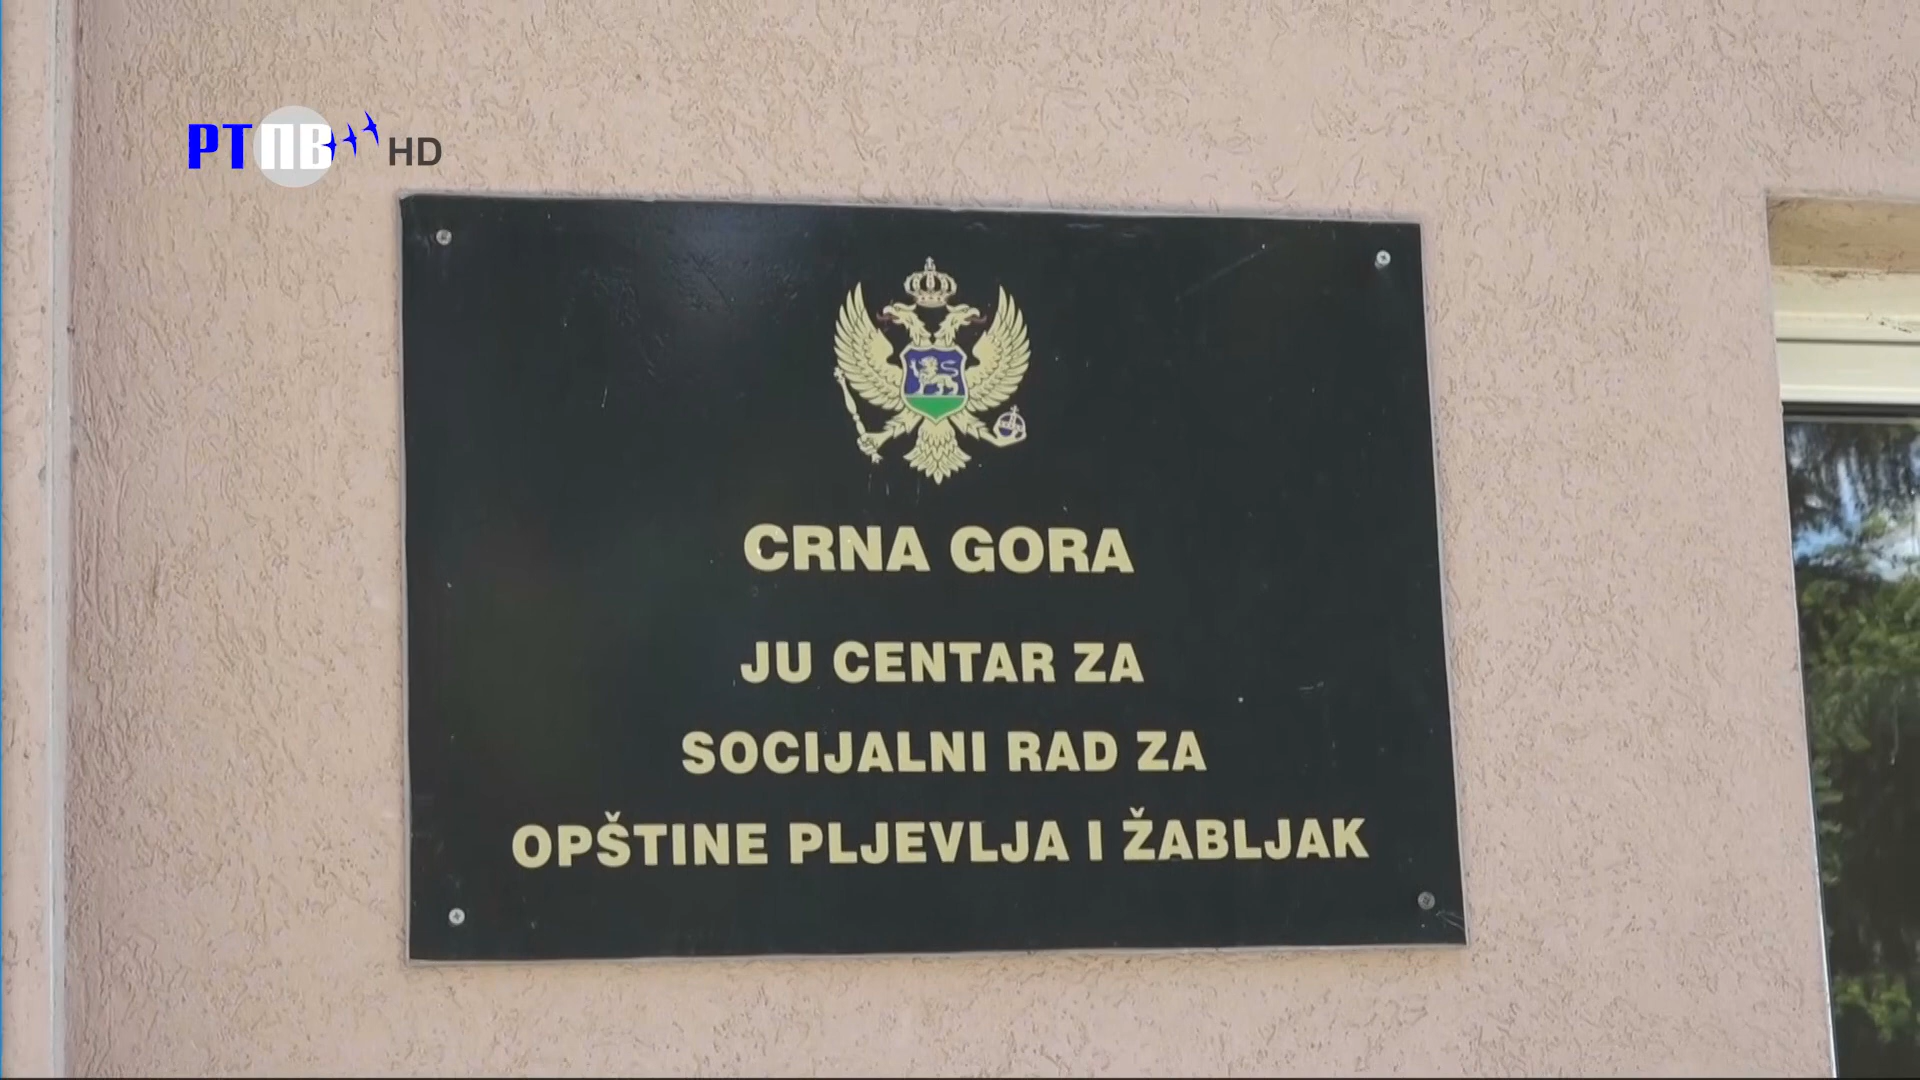 РТПВ HD
CRNA GORA
JU CENTAR ZA
SOCIJALNI RAD ZA
OPŠTINE PLJEVLJA I ŽABLJAK